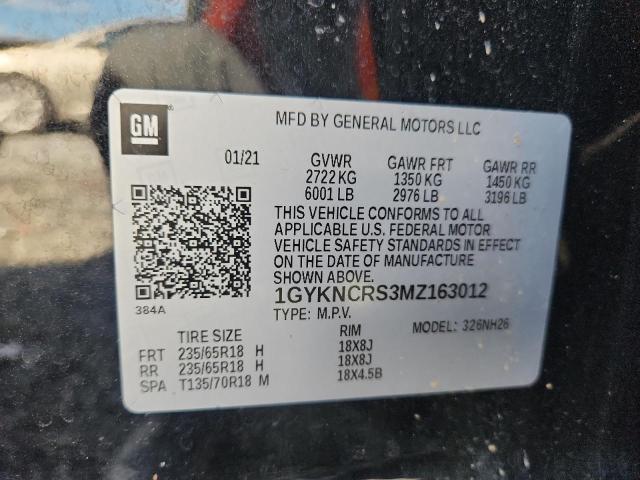 GM
MFD BY GENERAL MOTORS LLC
01/21 GVWR GAWR FRT GAWR RR
2722 KG 1350 KG 1450 KG
6001 LB 2976 LB 3196 LB
THIS VEHICLE CONFORMS TO ALL
APPLICABLE U.S. FEDERAL MOTOR
VEHICLE SAFETY STANDARDS IN EFFECT
ON THE DATE OF MANUFACTURE
SHOWN ABOVE.
1GYKNCRS3MZ163012
384A
TYPE: M.P.V. MODEL: 326NH26
TIRE SIZE RIM
FRT 235/65R18 H 18X8J
RR 235/65R18 H 18X8J
SPA T135/70R18 M 18X4.5B